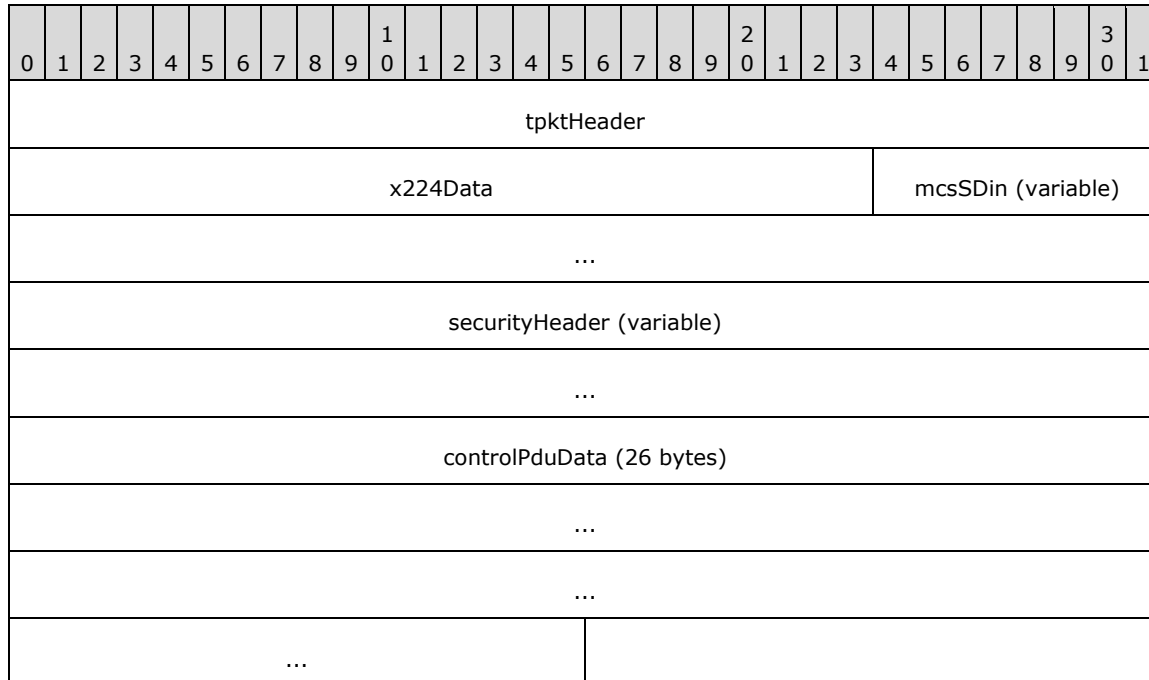 1 2 3
0 1 2 3 4 5 6 7 8 9 0 1 2 3 4 5 6 7 8 9 0 1 2 3 4 5 6 7 8 9 0 1
tpktHeader
x224Data mcsSDin (variable)
...
securityHeader (variable)
...
controlPduData (26 bytes)
...
...
...